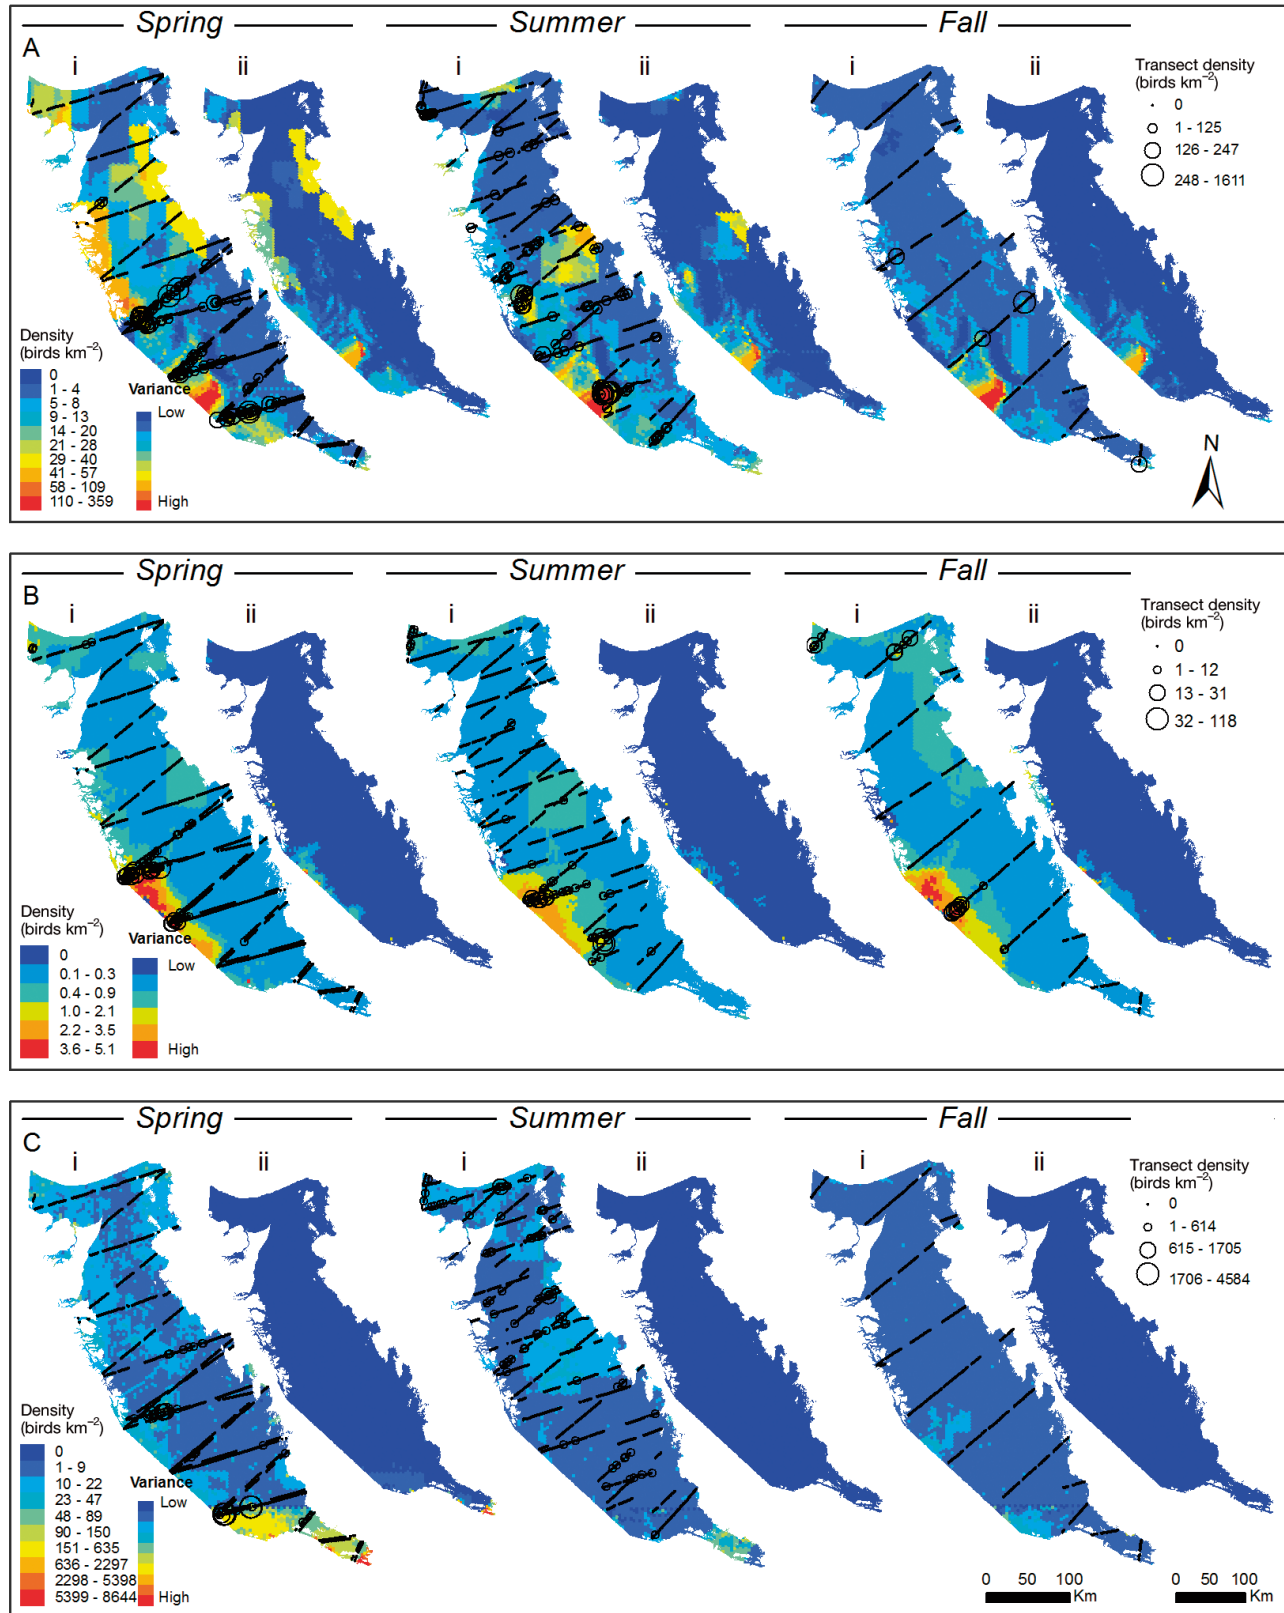 Spring Summer Fall
A
i ii i ii i ii
Transect density
(birds km⁻²)
0
1 - 125
126 - 247
248 - 1611
Density
(birds km⁻²)
0
1 - 4
5 - 8
9 - 13
14 - 20
21 - 28
29 - 40
41 - 57
58 - 109
110 - 359
Variance
Low
High
N
Spring Summer Fall
B
i ii i ii i ii
Transect density
(birds km⁻²)
0
1 - 12
13 - 31
32 - 118
Density
(birds km⁻²)
0
0.1 - 0.3
0.4 - 0.9
1.0 - 2.1
2.2 - 3.5
3.6 - 5.1
Variance
Low
High
Spring Summer Fall
C
i ii i ii i ii
Transect density
(birds km⁻²)
0
1 - 614
615 - 1705
1706 - 4584
Density
(birds km⁻²)
0
1 - 9
10 - 22
23 - 47
48 - 89
90 - 150
151 - 635
636 - 2297
2298 - 5398
5399 - 8644
Variance
Low
High
0 50 100
Km
0 50 100
Km